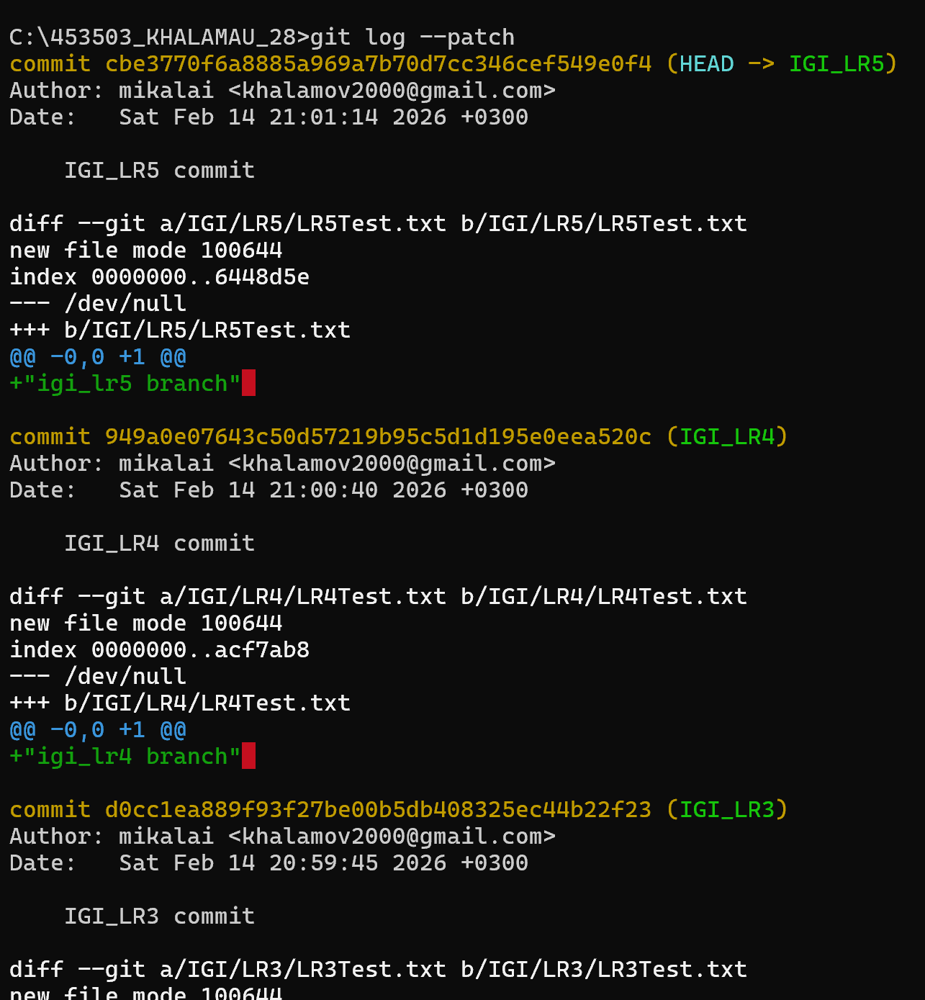 C:\453503_KHALAMAU_28>git log --patch
commit cbe3770f6a8885a969a7b70d7cc346cef549e0f4 (HEAD -> IGI_LR5)
Author: mikalai <khalamov2000@gmail.com>
Date:   Sat Feb 14 21:01:14 2026 +0300
    IGI_LR5 commit
diff --git a/IGI/LR5/LR5Test.txt b/IGI/LR5/LR5Test.txt
new file mode 100644
index 0000000..6448d5e
--- /dev/null
+++ b/IGI/LR5/LR5Test.txt
@@ -0,0 +1 @@
+"igi_lr5 branch"
commit 949a0e07643c50d57219b95c5d1d195e0eea520c (IGI_LR4)
Author: mikalai <khalamov2000@gmail.com>
Date:   Sat Feb 14 21:00:40 2026 +0300
    IGI_LR4 commit
diff --git a/IGI/LR4/LR4Test.txt b/IGI/LR4/LR4Test.txt
new file mode 100644
index 0000000..acf7ab8
--- /dev/null
+++ b/IGI/LR4/LR4Test.txt
@@ -0,0 +1 @@
+"igi_lr4 branch"
commit d0cc1ea889f93f27be00b5db408325ec44b22f23 (IGI_LR3)
Author: mikalai <khalamov2000@gmail.com>
Date:   Sat Feb 14 20:59:45 2026 +0300
    IGI_LR3 commit
diff --git a/IGI/LR3/LR3Test.txt b/IGI/LR3/LR3Test.txt
new file mode 100644